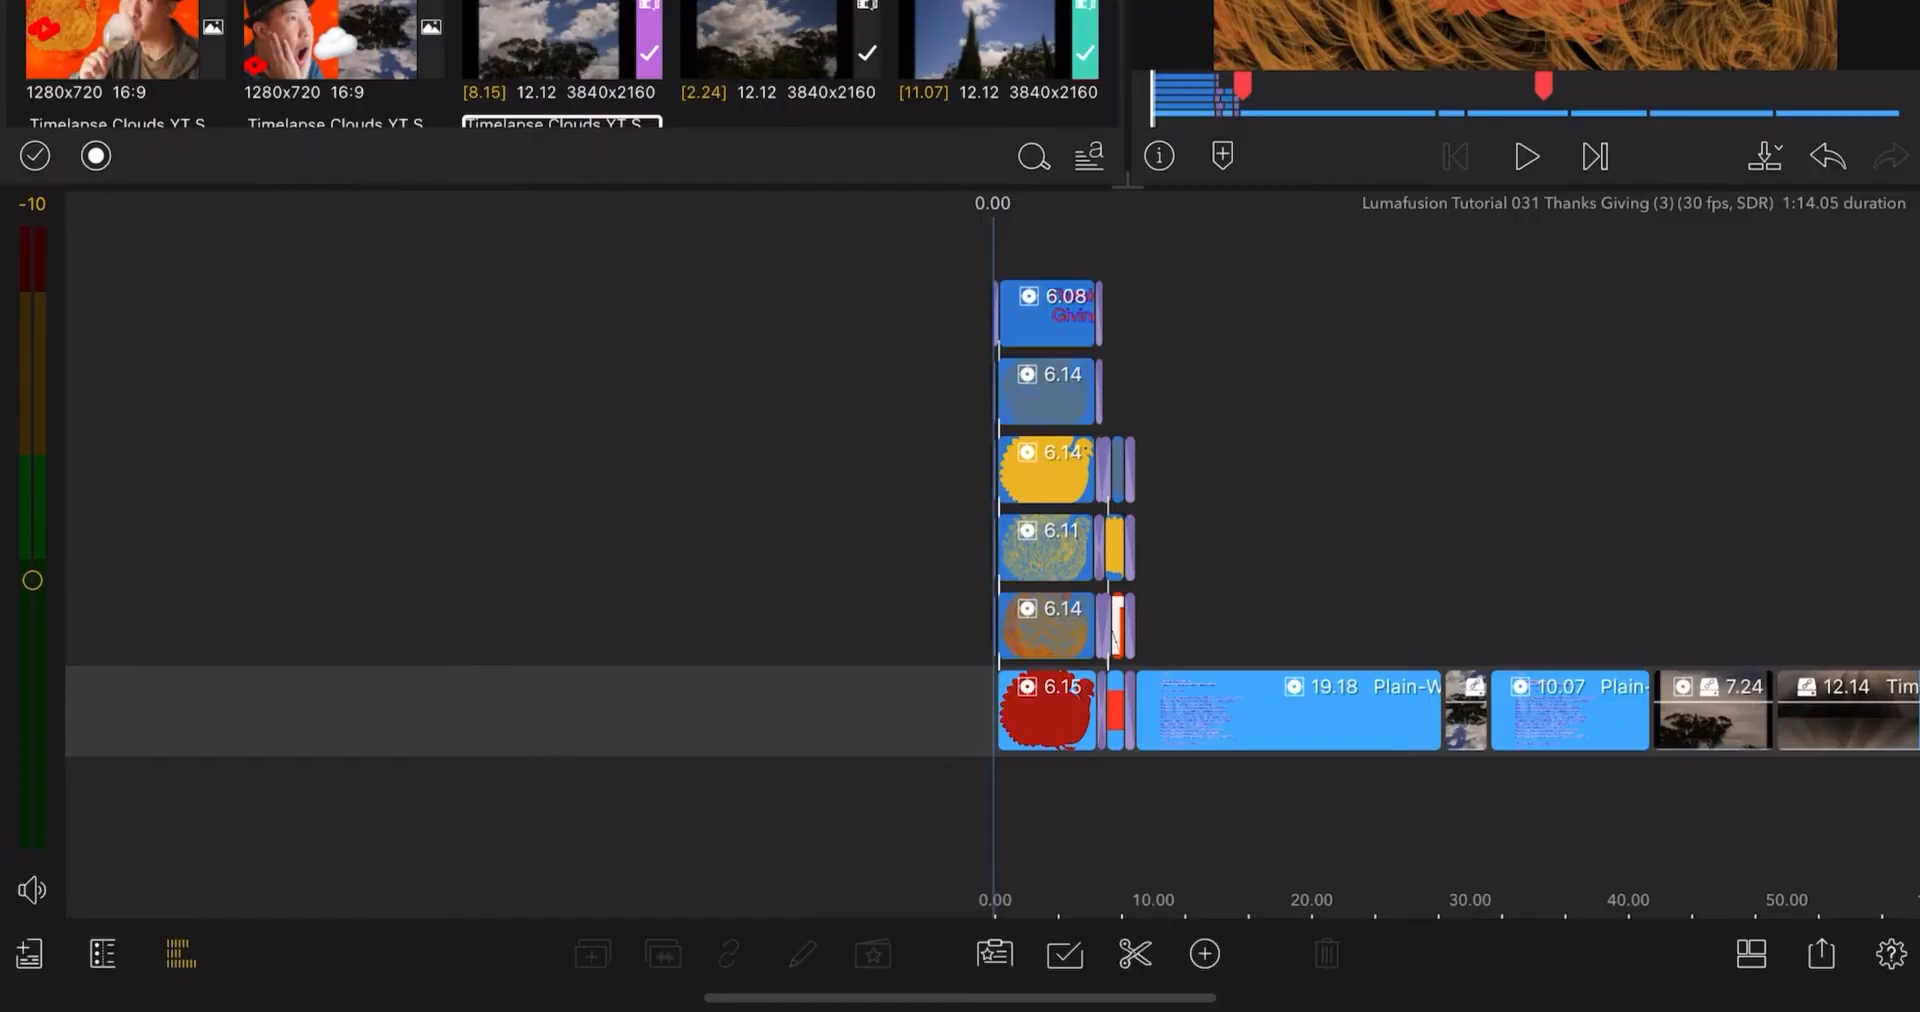 1280x720 16:9
1280x720 16:9
[8.15] 12.12 3840x2160
[2.24] 12.12 3840x2160
[11.07] 12.12 3840x2160
Timelapse Clouds YT S
Timelapse Clouds YT S
Timelapse Clouds YT S
-10
0.00
Lumafusion Tutorial 031 Thanks Giving (3) (30 fps, SDR) 1:14.05 duration
6.08
Givin
6.14
6.14
6.11
6.14
6.15
19.18 Plain-W
10.07 Plain-
7.24
12.14 Tim
0.00
10.00
20.00
30.00
40.00
50.00